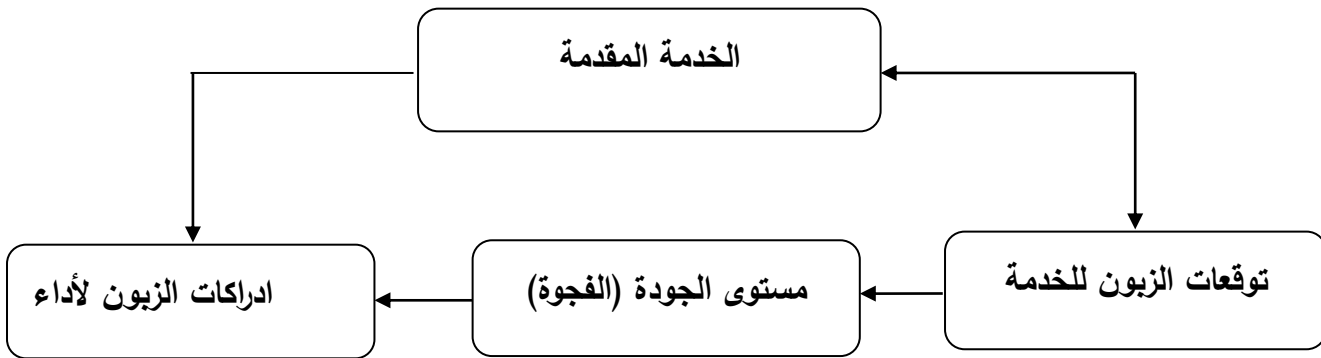 الخدمة المقدمة
توقعات الزبون للخدمة
مستوى الجودة (الفجوة)
ادراكات الزبون لأداء